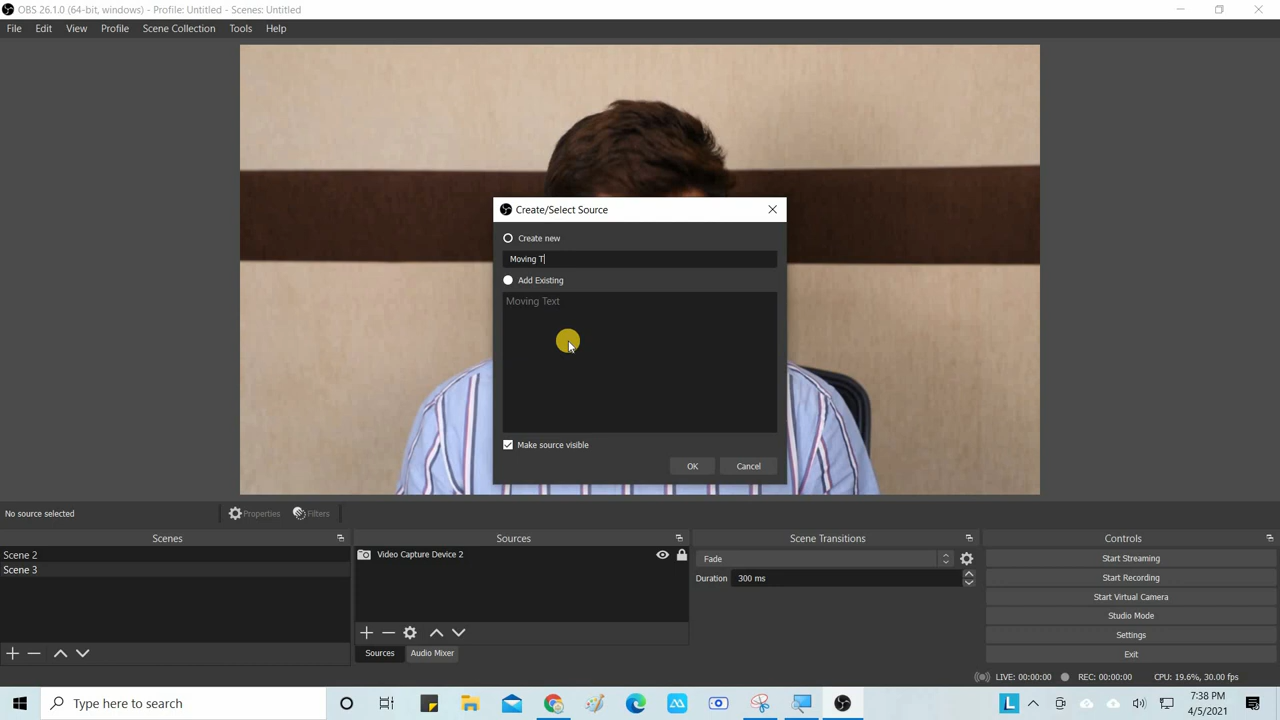 OBS 26.1.0 (64-bit, windows) - Profile: Untitled - Scenes: Untitled
File Edit View Profile Scene Collection Tools Help
Create/Select Source
Create new
Moving T
Add Existing
Moving Text
Make source visible
OK Cancel
No source selected Properties Filters
Scenes Sources Scene Transitions Controls
Scene 2
Scene 3
Video Capture Device 2
Fade
Duration 300 ms
Start Streaming
Start Recording
Start Virtual Camera
Studio Mode
Settings
Exit
Sources Audio Mixer
LIVE: 00:00:00 REC: 00:00:00 CPU: 19.6%, 30.00 fps
Type here to search
L
7:38 PM
4/5/2021